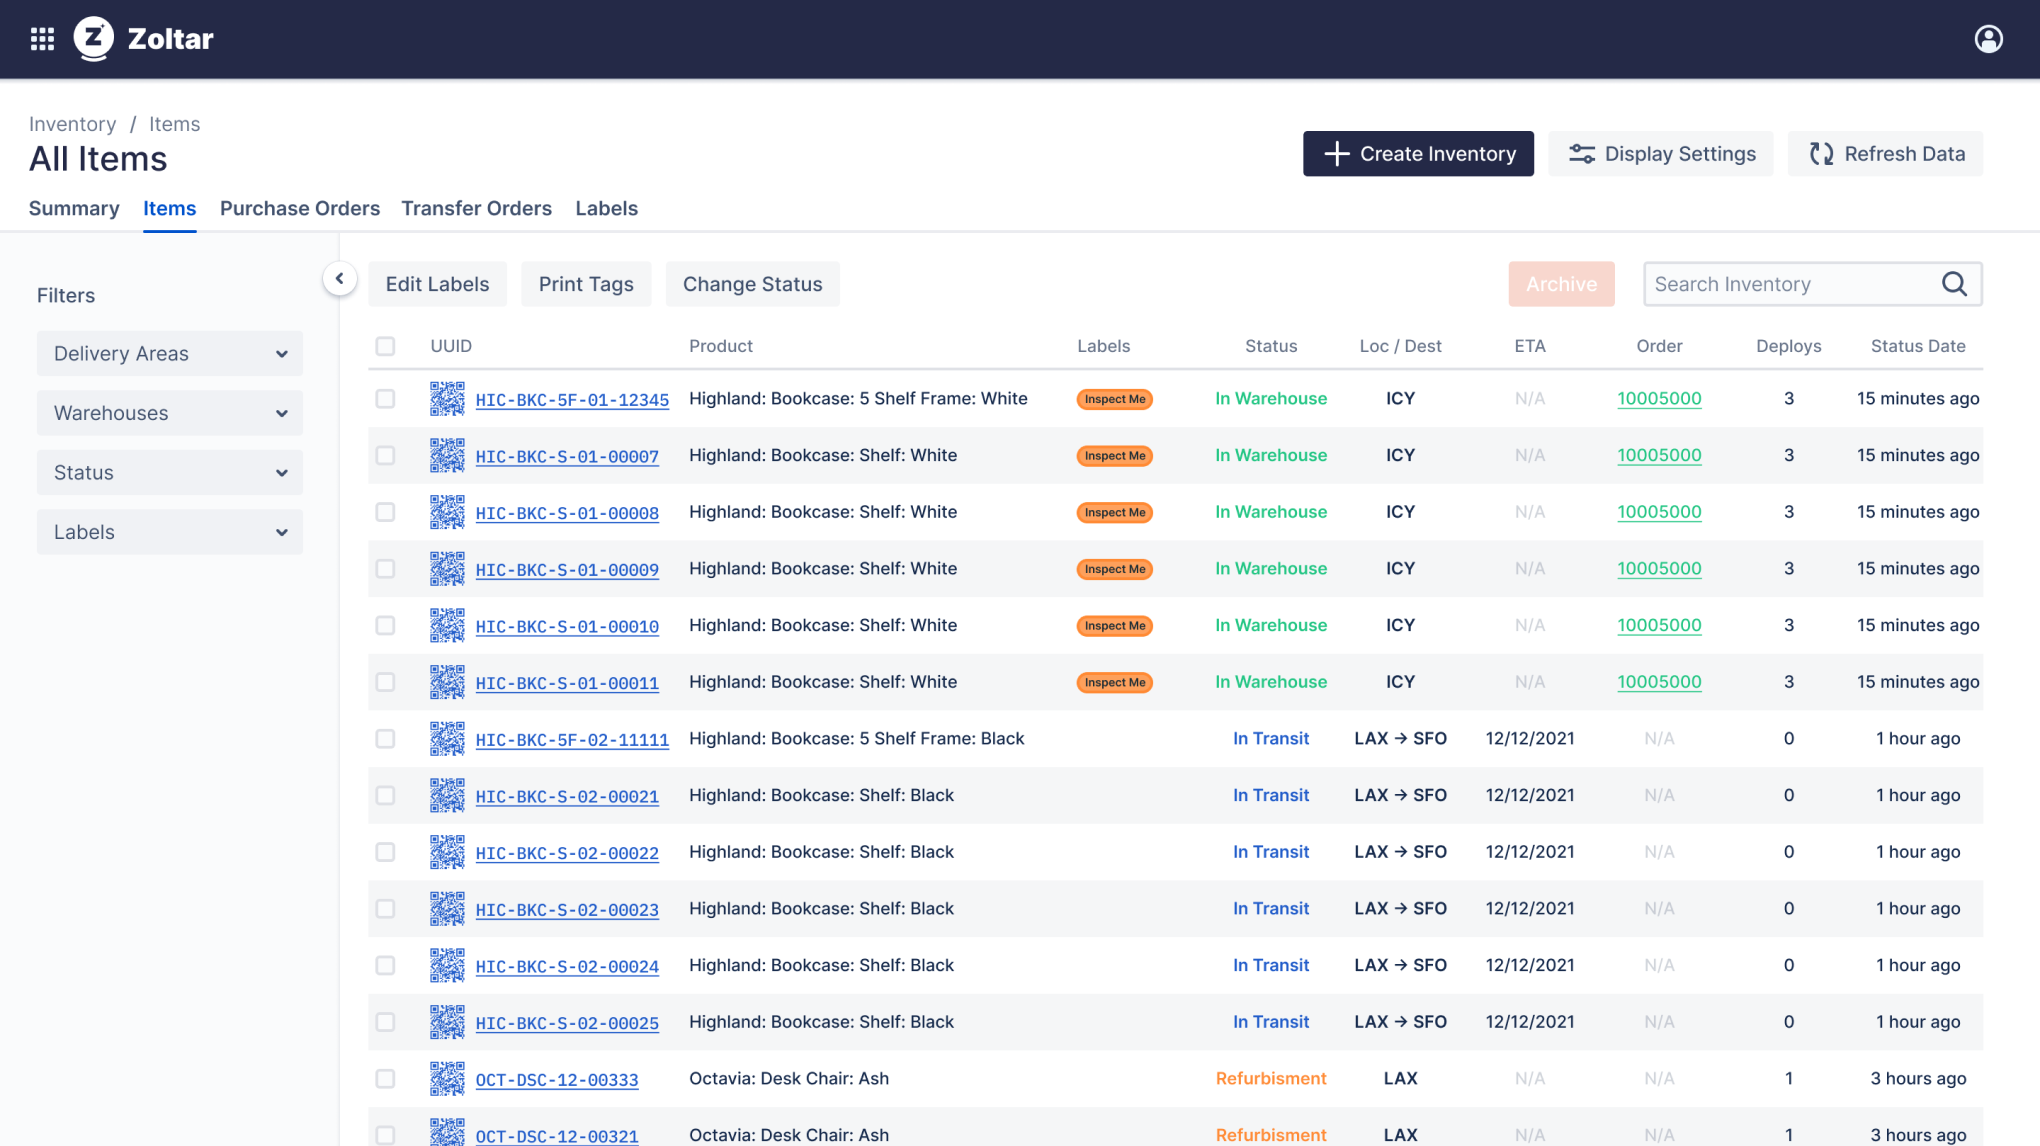 Z Zoltar
Inventory / Items
All Items
Create Inventory Display Settings Refresh Data
Summary Items Purchase Orders Transfer Orders Labels
Filters
Delivery Areas
Warehouses
Status
Labels
Edit Labels Print Tags Change Status Archive Search Inventory
UUID Product Labels Status Loc / Dest ETA Order Deploys Status Date
HIC-BKC-5F-01-12345 Highland: Bookcase: 5 Shelf Frame: White Inspect Me In Warehouse ICY N/A 10005000 3 15 minutes ago
HIC-BKC-S-01-00007 Highland: Bookcase: Shelf: White Inspect Me In Warehouse ICY N/A 10005000 3 15 minutes ago
HIC-BKC-S-01-00008 Highland: Bookcase: Shelf: White Inspect Me In Warehouse ICY N/A 10005000 3 15 minutes ago
HIC-BKC-S-01-00009 Highland: Bookcase: Shelf: White Inspect Me In Warehouse ICY N/A 10005000 3 15 minutes ago
HIC-BKC-S-01-00010 Highland: Bookcase: Shelf: White Inspect Me In Warehouse ICY N/A 10005000 3 15 minutes ago
HIC-BKC-S-01-00011 Highland: Bookcase: Shelf: White Inspect Me In Warehouse ICY N/A 10005000 3 15 minutes ago
HIC-BKC-5F-02-11111 Highland: Bookcase: 5 Shelf Frame: Black In Transit LAX → SFO 12/12/2021 N/A 0 1 hour ago
HIC-BKC-S-02-00021 Highland: Bookcase: Shelf: Black In Transit LAX → SFO 12/12/2021 N/A 0 1 hour ago
HIC-BKC-S-02-00022 Highland: Bookcase: Shelf: Black In Transit LAX → SFO 12/12/2021 N/A 0 1 hour ago
HIC-BKC-S-02-00023 Highland: Bookcase: Shelf: Black In Transit LAX → SFO 12/12/2021 N/A 0 1 hour ago
HIC-BKC-S-02-00024 Highland: Bookcase: Shelf: Black In Transit LAX → SFO 12/12/2021 N/A 0 1 hour ago
HIC-BKC-S-02-00025 Highland: Bookcase: Shelf: Black In Transit LAX → SFO 12/12/2021 N/A 0 1 hour ago
OCT-DSC-12-00333 Octavia: Desk Chair: Ash Refurbisment LAX N/A N/A 1 3 hours ago
OCT-DSC-12-00321 Octavia: Desk Chair: Ash Refurbisment LAX N/A N/A 1 3 hours ago